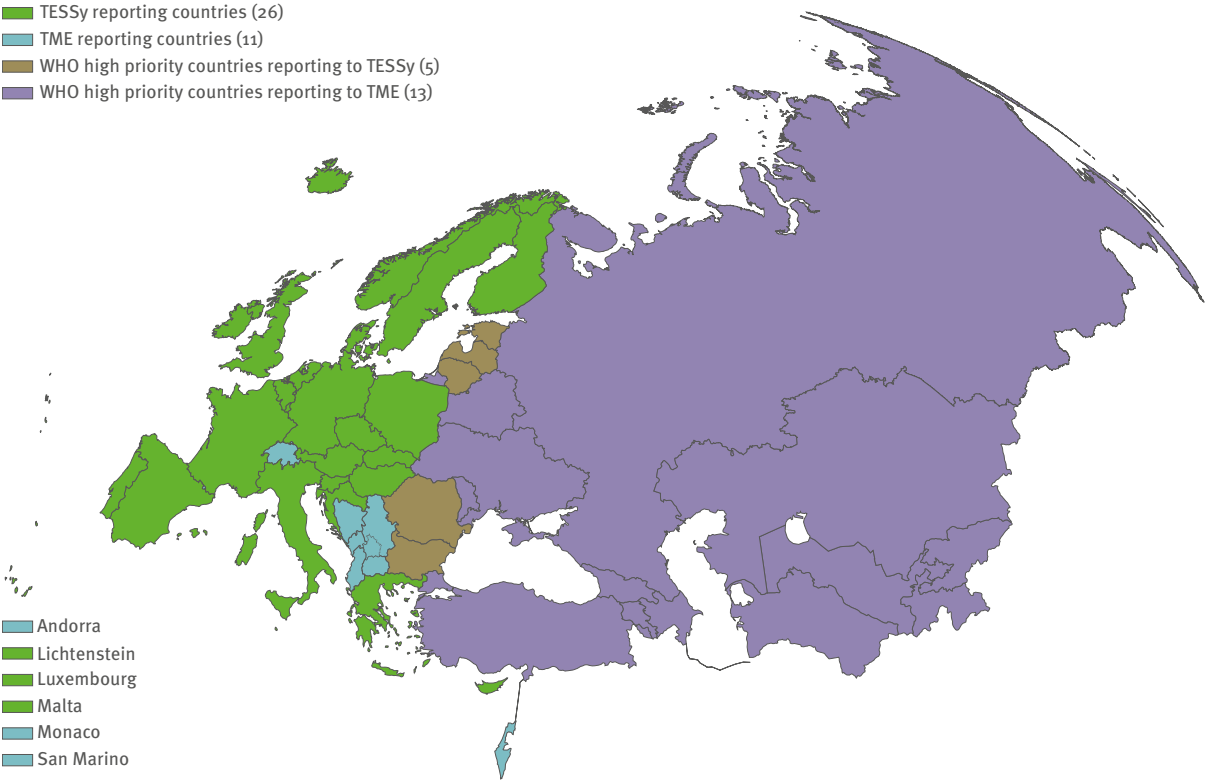 TESSy reporting countries (26)
TME reporting countries (11)
WHO high priority countries reporting to TESSy (5)
WHO high priority countries reporting to TME (13)
Andorra
Lichtenstein
Luxembourg
Malta
Monaco
San Marino